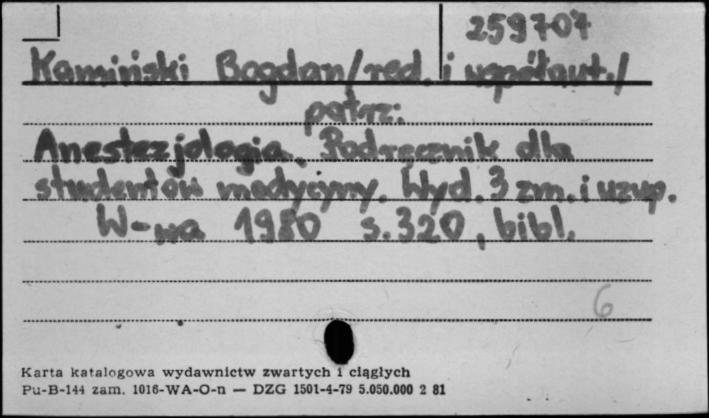 259707
Kamiński Bogdan /red. i współaut./
patrz:
Anestezjologia. Podręcznik dla
studentów medycyny. Wyd. 3 zm. i uzup.
W-wa 1980 s. 320, bibl.
6
Karta katalogowa wydawnictw zwartych i ciągłych
Pu-B-144 zam. 1016-WA-O-n — DZG 1501-4-79 5.050.000 2 81